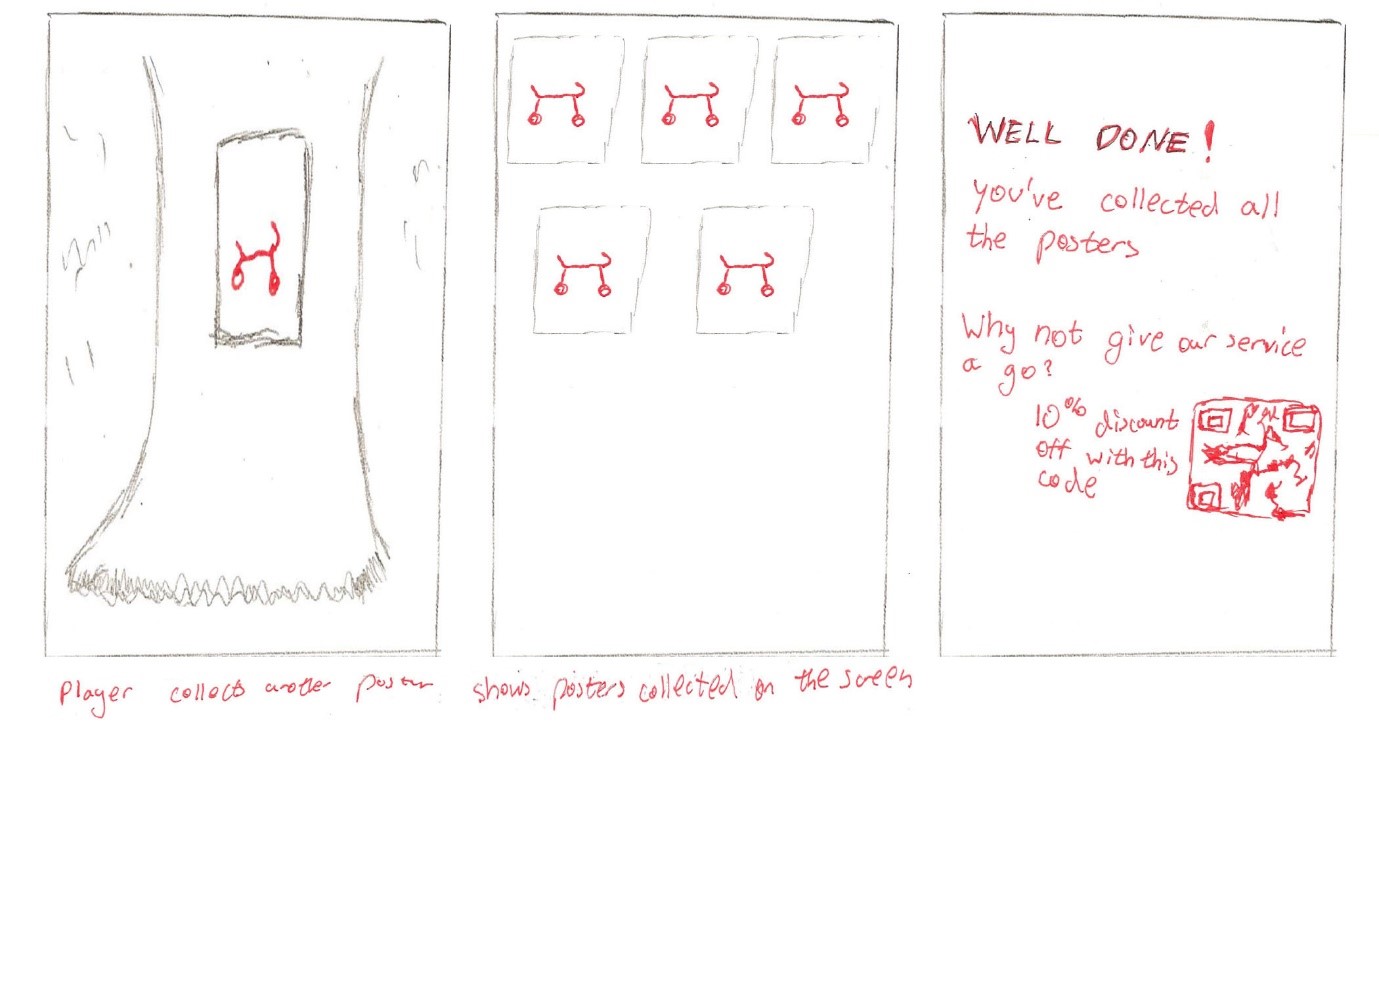 Player collects another poster
shows posters collected on the screen
WELL DONE!
you've collected all
the posters
Why not give our service
a go?
10% discount
off with this
code